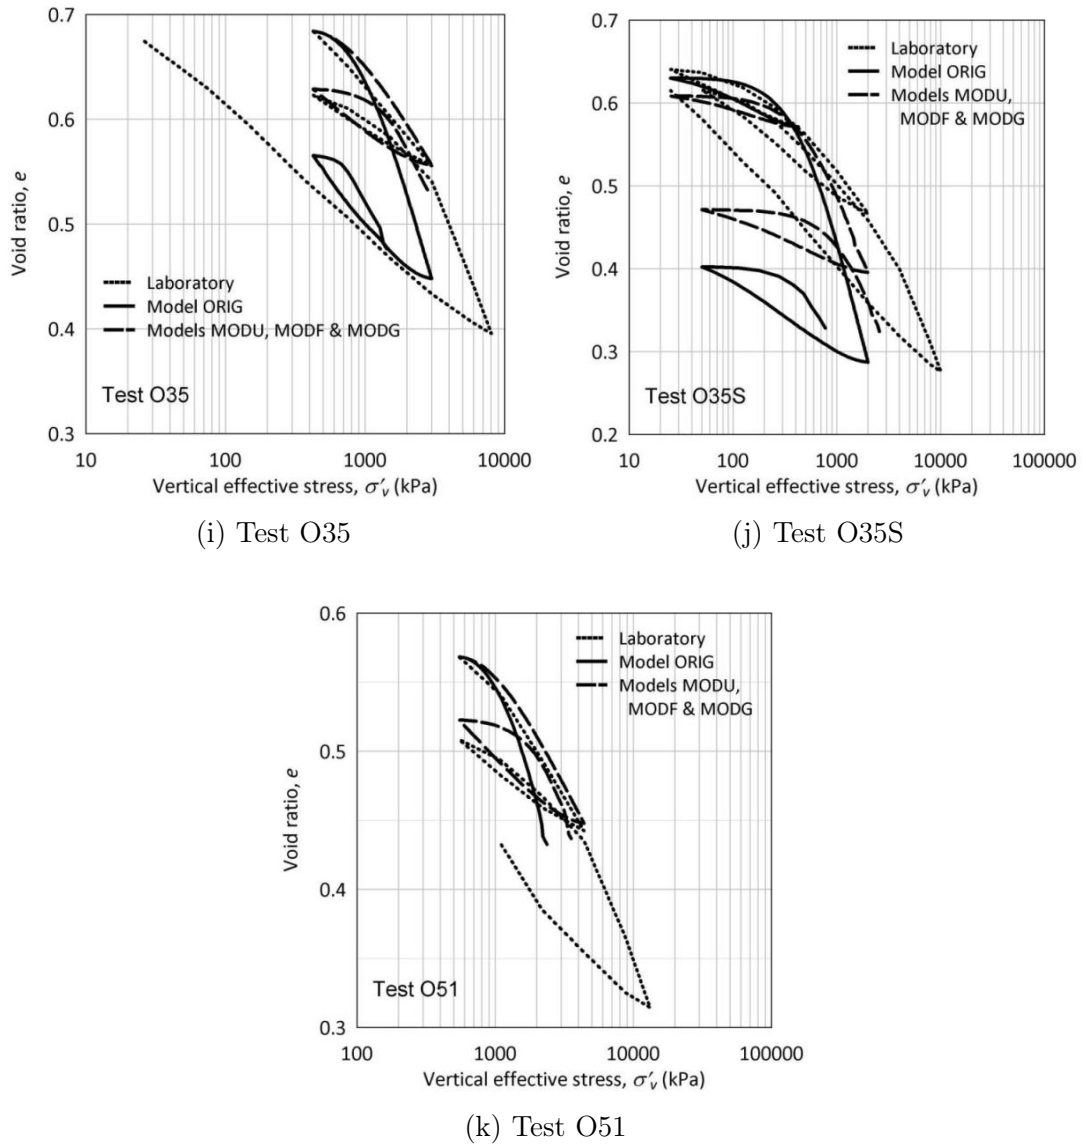 0.7
0.6
0.5
0.4
0.3
Void ratio, e
Laboratory
Model ORIG
Models MODU, MODF & MODG
Test O35
10
100
1000
10000
Vertical effective stress, σ′v (kPa)
(i) Test O35
0.7
0.6
0.5
0.4
0.3
0.2
Void ratio, e
Laboratory
Model ORIG
Models MODU,
MODF & MODG
Test O35S
10
100
1000
10000
100000
Vertical effective stress, σ′v (kPa)
(j) Test O35S
0.6
0.5
0.4
0.3
Void ratio, e
Laboratory
Model ORIG
Models MODU,
MODF & MODG
Test O51
100
1000
10000
100000
Vertical effective stress, σ′v (kPa)
(k) Test O51